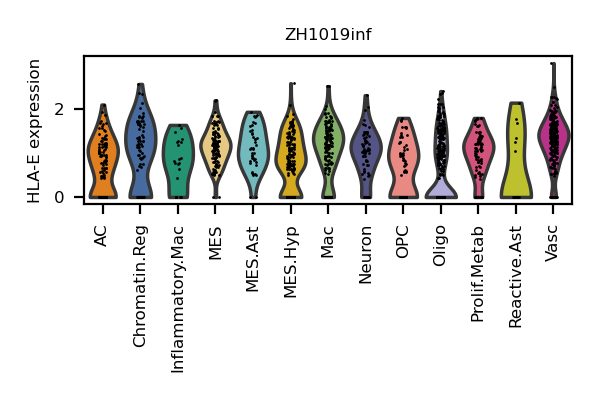 ZH1019inf
HLA-E expression
2
0
AC
Chromatin.Reg
Inflammatory.Mac
MES
MES.Ast
MES.Hyp
Mac
Neuron
OPC
Oligo
Prolif.Metab
Reactive.Ast
Vasc